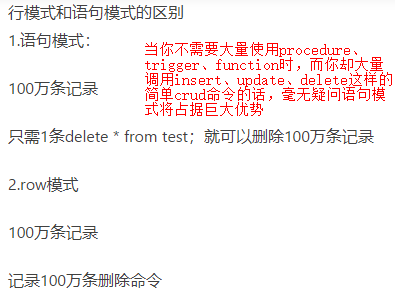 行模式和语句模式的区别
1.语句模式：
当你不需要大量使用procedure、
trigger、function时，而你却大量
调用insert、update、delete这样的
简单crud命令的话，毫无疑问语句模
式将占据巨大优势
100万条记录
只需1条delete * from test；就可以删除100万条记录
2.row模式
100万条记录
记录100万条删除命令